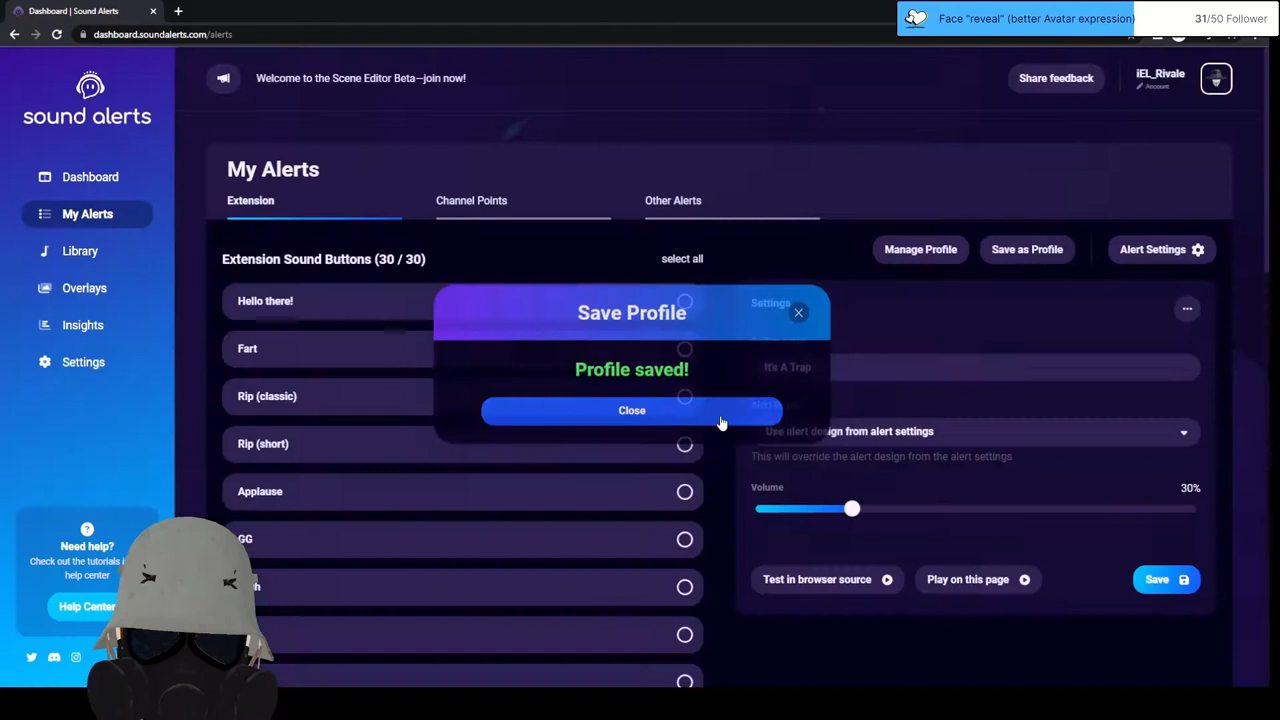 Dashboard | Sound Alerts
dashboard.soundalerts.com/alerts
Face "reveal" (better Avatar expression)
31/50 Follower
sound alerts
Welcome to the Scene Editor Beta—join now!
Share feedback
iEL_Rivale
Account
Dashboard
My Alerts
Library
Overlays
Insights
Settings
My Alerts
Extension
Channel Points
Other Alerts
Manage Profile
Save as Profile
Alert Settings
Extension Sound Buttons (30 / 30)
select all
Hello there!
Fart
Rip (classic)
Rip (short)
Applause
GG
Save Profile
Profile saved!
Close
Settings
It's A Trap
Use alert design from alert settings
This will override the alert design from the alert settings
Volume
30%
Test in browser source
Play on this page
Save
Need help?
Check out the tutorials i
help center
Help Center